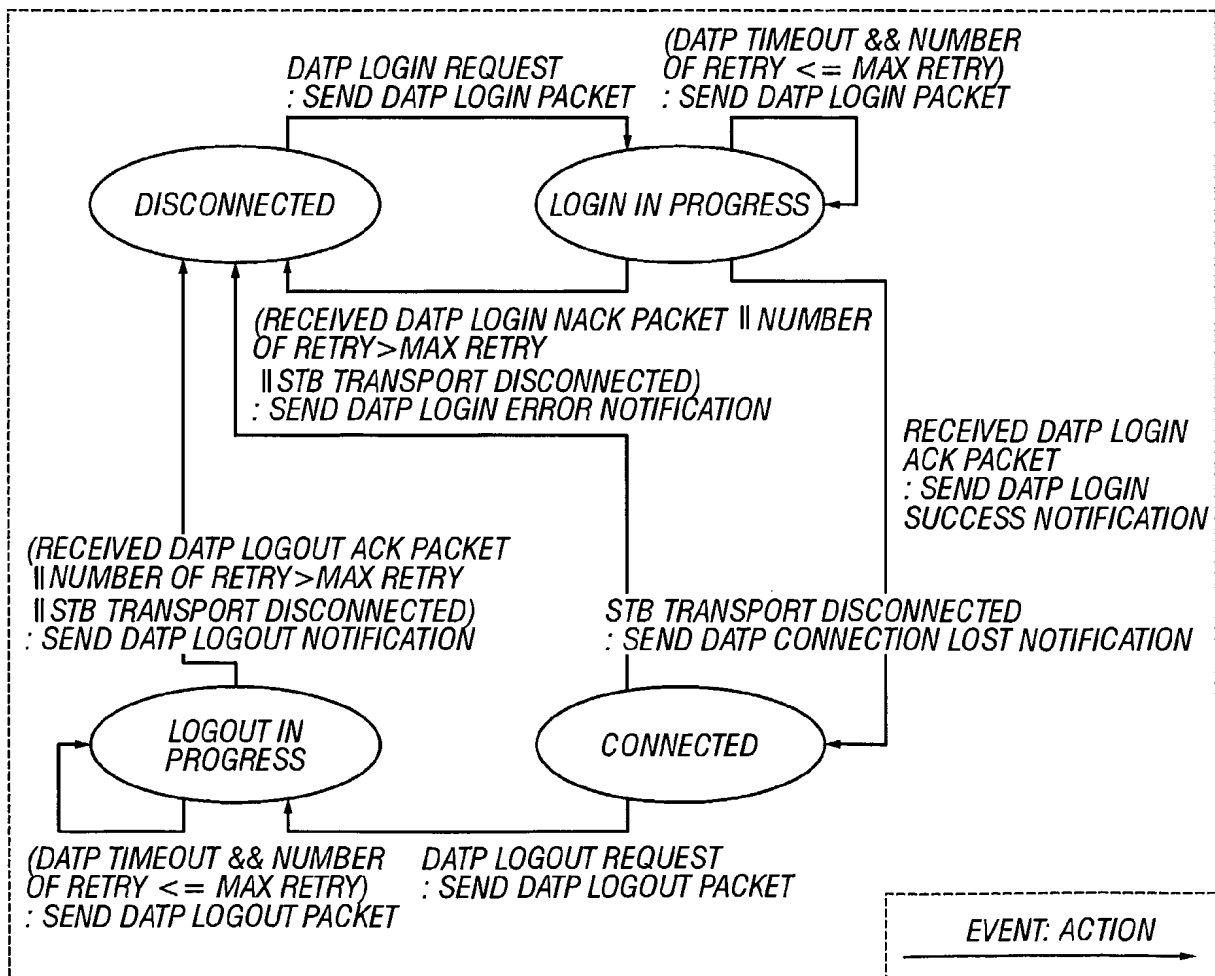 DATP LOGIN REQUEST
: SEND DATP LOGIN PACKET
(DATP TIMEOUT && NUMBER
OF RETRY <= MAX RETRY)
: SEND DATP LOGIN PACKET
DISCONNECTED
LOGIN IN PROGRESS
(RECEIVED DATP LOGIN NACK PACKET || NUMBER
OF RETRY>MAX RETRY
|| STB TRANSPORT DISCONNECTED)
: SEND DATP LOGIN ERROR NOTIFICATION
RECEIVED DATP LOGIN
ACK PACKET
: SEND DATP LOGIN
SUCCESS NOTIFICATION
(RECEIVED DATP LOGOUT ACK PACKET
|| NUMBER OF RETRY>MAX RETRY
|| STB TRANSPORT DISCONNECTED)
: SEND DATP LOGOUT NOTIFICATION
STB TRANSPORT DISCONNECTED
: SEND DATP CONNECTION LOST NOTIFICATION
LOGOUT IN
PROGRESS
CONNECTED
(DATP TIMEOUT && NUMBER
OF RETRY <= MAX RETRY)
: SEND DATP LOGOUT PACKET
DATP LOGOUT REQUEST
: SEND DATP LOGOUT PACKET
EVENT: ACTION